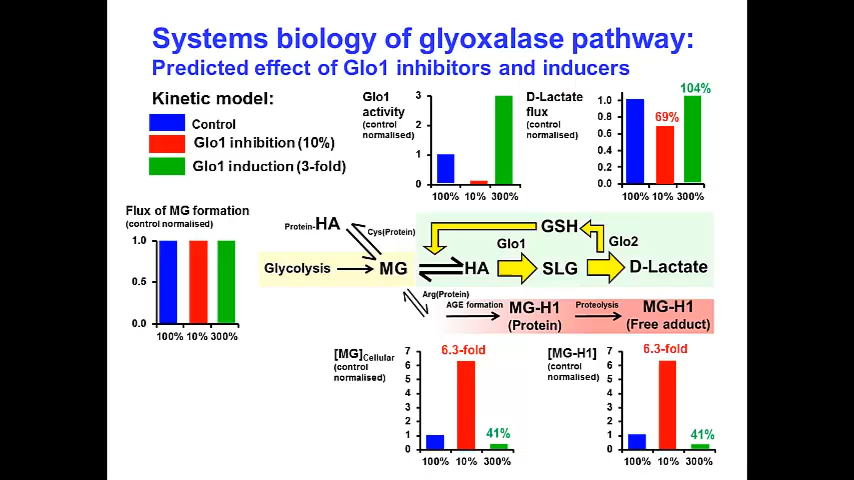 Systems biology of glyoxalase pathway:
Predicted effect of Glo1 inhibitors and inducers
Kinetic model:
Control
Glo1 inhibition (10%)
Glo1 induction (3-fold)
Glo1
activity
(control
normalised)
3
2
1
0
100% 10% 300%
D-Lactate
flux
(control
normalised)
1.0
0.8
0.6
0.4
0.2
0.0
69%
104%
100% 10% 300%
Flux of MG formation
(control normalised)
1.0
0.5
0.0
100% 10% 300%
Protein-HA
Cys(Protein)
GSH
Glo1
Glo2
Glycolysis
MG
HA
SLG
D-Lactate
Arg(Protein)
AGE formation
MG-H1
(Protein)
Proteolysis
MG-H1
(Free adduct)
[MG]Cellular
(control
normalised)
7
6
5
4
3
2
1
0
6.3-fold
41%
100% 10% 300%
[MG-H1]
(control
normalised)
7
6
5
4
3
2
1
0
6.3-fold
41%
100% 10% 300%